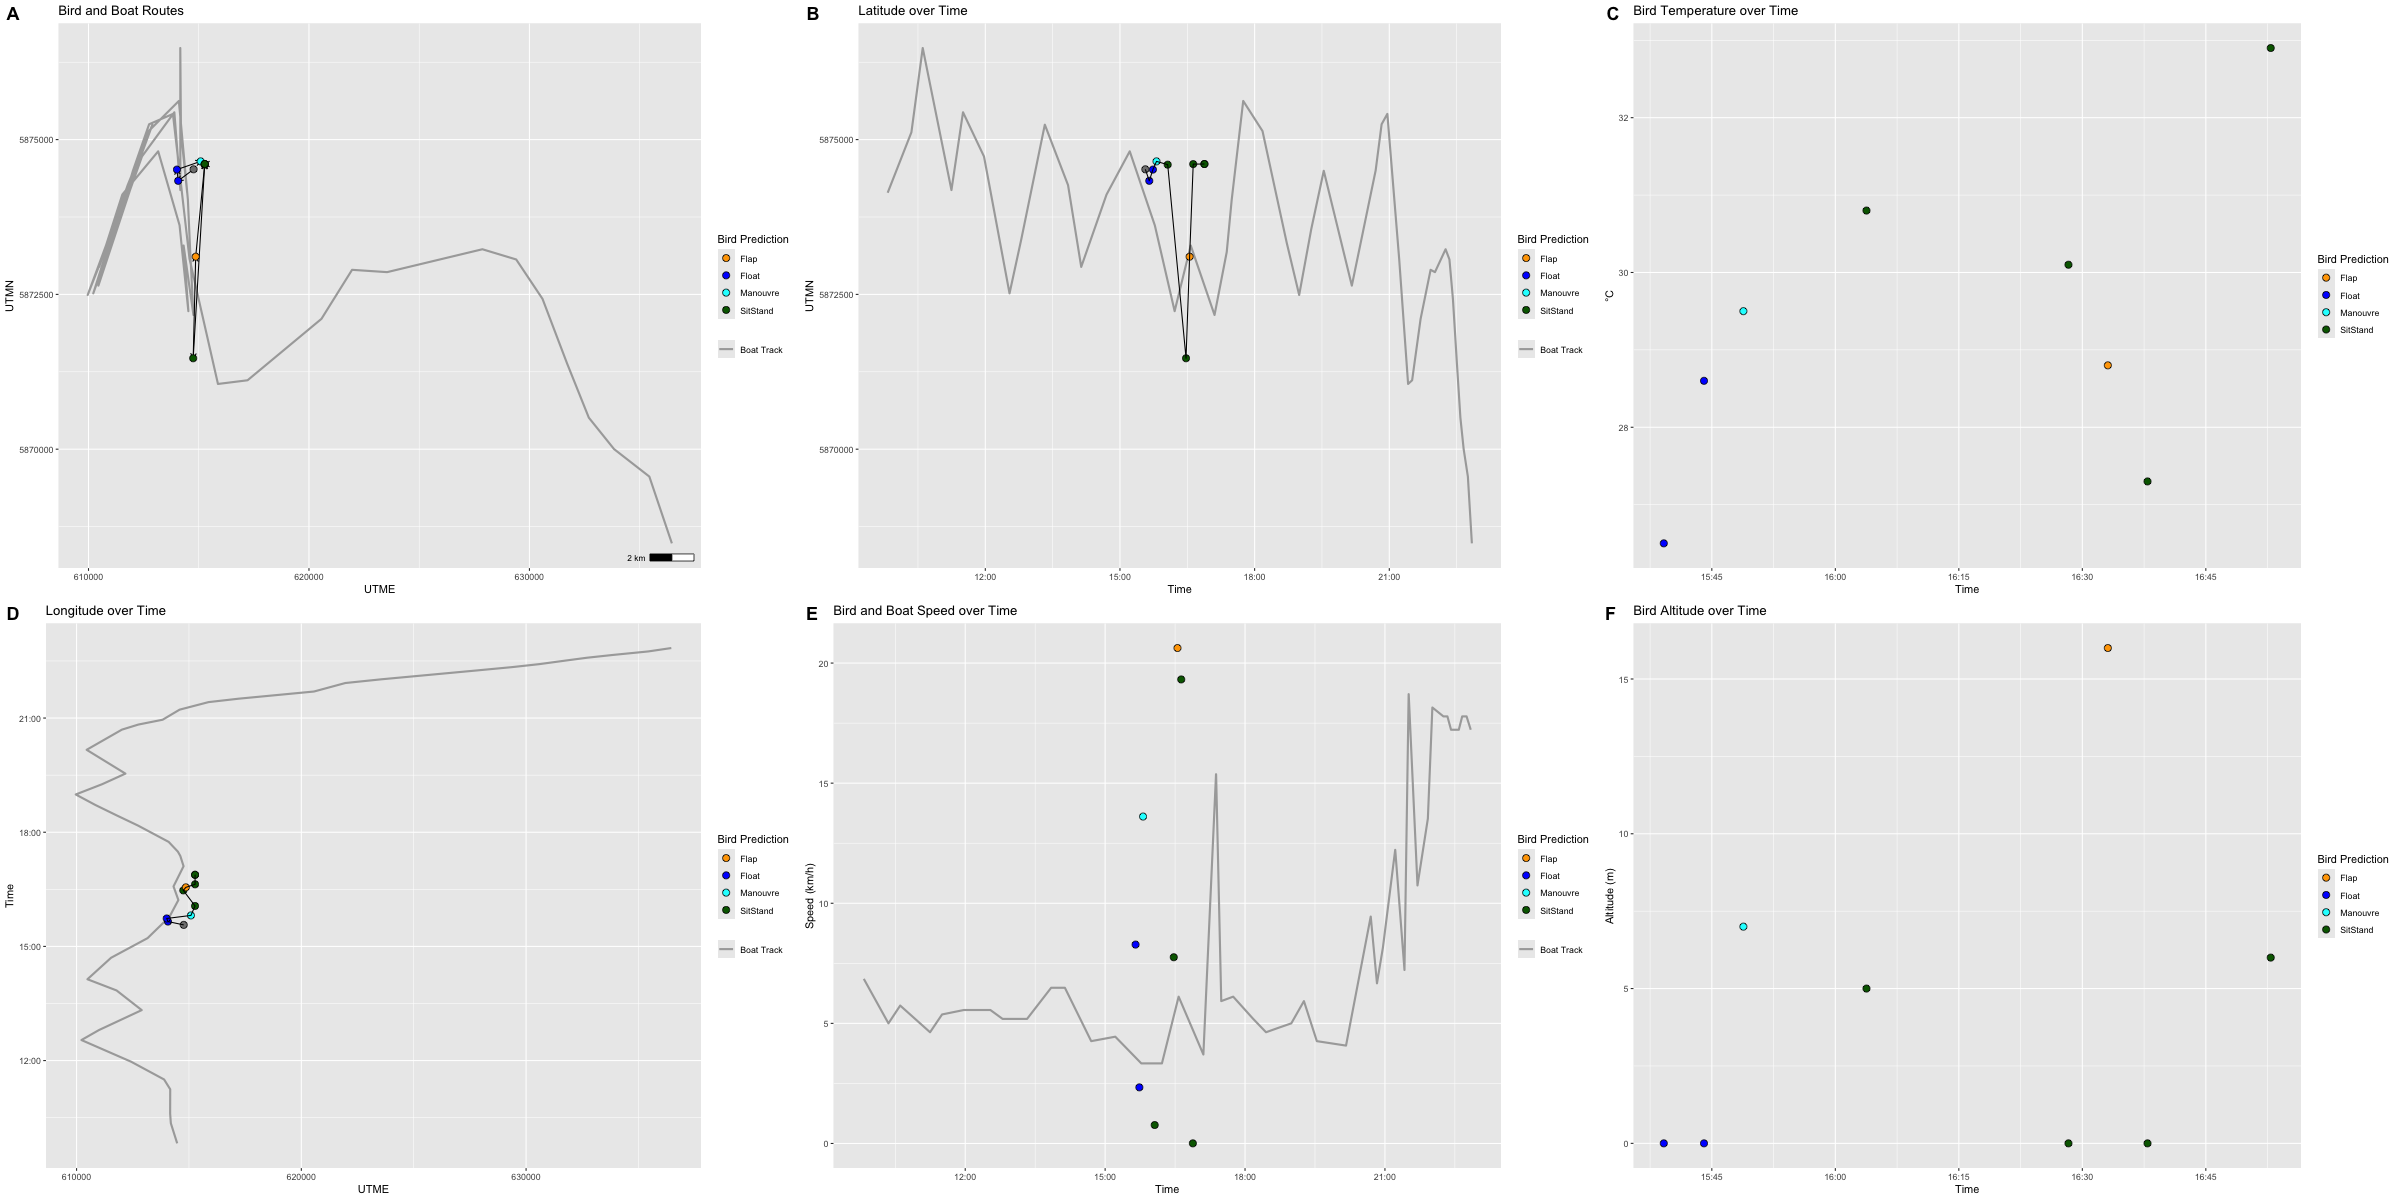 A Bird and Boat Routes
5875000
5872500
5870000
UTMN
610000 620000 630000
UTME
2 km
Bird Prediction
Flap
Float
Manouvre
SitStand
Boat Track
B Latitude over Time
5875000
5872500
5870000
UTMN
12:00 15:00 18:00 21:00
Time
Bird Prediction
Flap
Float
Manouvre
SitStand
Boat Track
C Bird Temperature over Time
32
30
28
°C
15:45 16:00 16:15 16:30 16:45
Time
Bird Prediction
Flap
Float
Manouvre
SitStand
D Longitude over Time
21:00
18:00
15:00
12:00
Time
610000 620000 630000
UTME
Bird Prediction
Flap
Float
Manouvre
SitStand
Boat Track
E Bird and Boat Speed over Time
20
15
10
5
0
Speed (km/h)
12:00 15:00 18:00 21:00
Time
Bird Prediction
Flap
Float
Manouvre
SitStand
Boat Track
F Bird Altitude over Time
15
10
5
0
Altitude (m)
15:45 16:00 16:15 16:30 16:45
Time
Bird Prediction
Flap
Float
Manouvre
SitStand